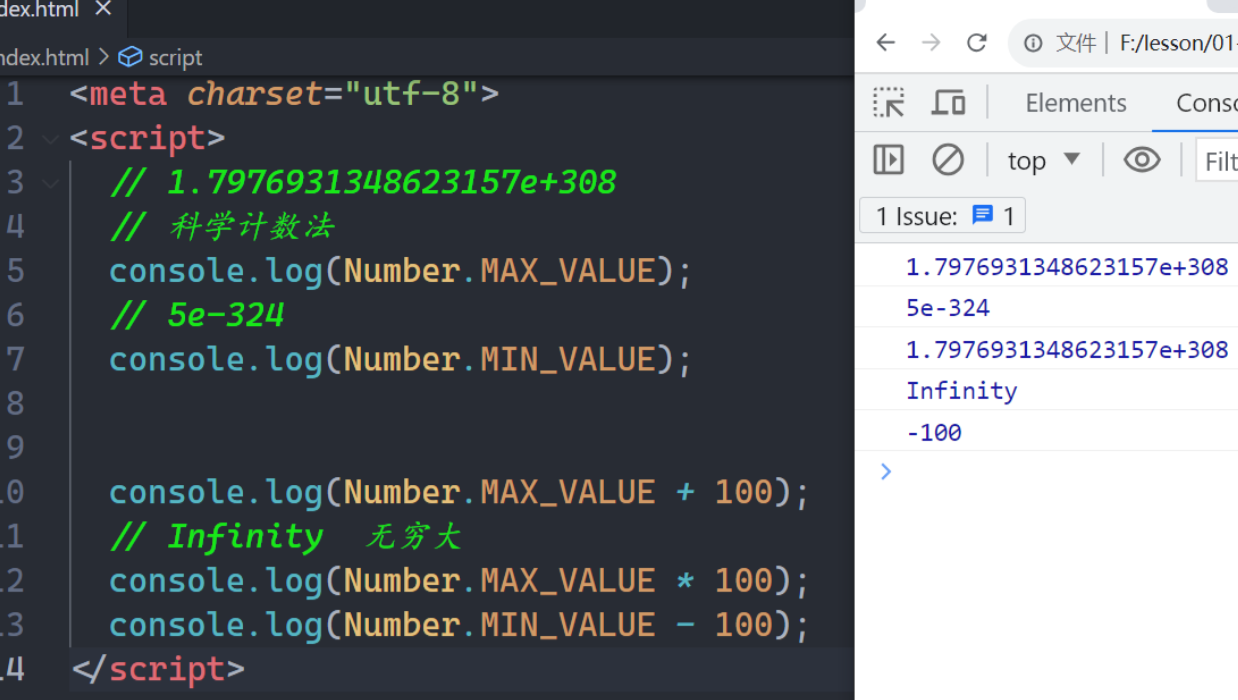 dex.html ×
ndex.html > script
1 <meta charset="utf-8">
2 <script>
3 // 1.7976931348623157e+308
4 // 科学计数法
5 console.log(Number.MAX_VALUE);
6 // 5e-324
7 console.log(Number.MIN_VALUE);
8
9
10 console.log(Number.MAX_VALUE + 100);
11 // Infinity 无穷大
12 console.log(Number.MAX_VALUE * 100);
13 console.log(Number.MIN_VALUE - 100);
14 </script>
文件 | F:/lesson/01-
Elements Conso
top Filt
1 Issue: 1
1.7976931348623157e+308
5e-324
1.7976931348623157e+308
Infinity
-100